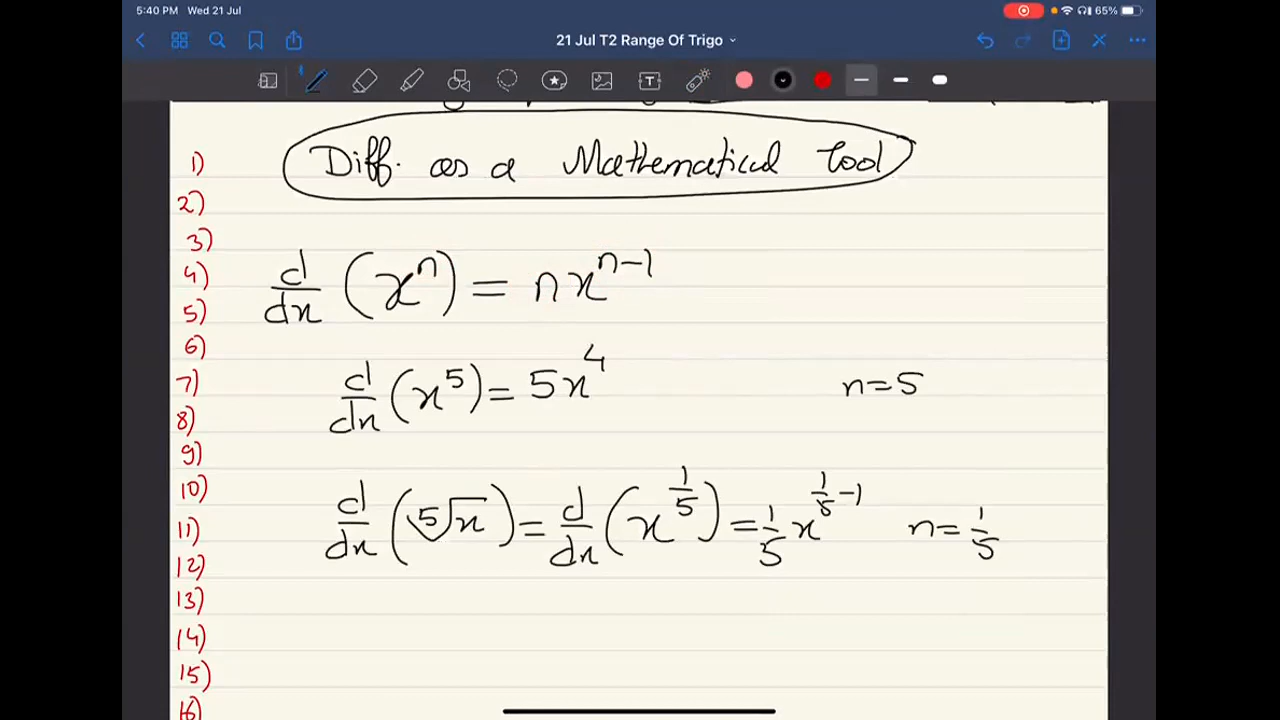 5:40 PM Wed 21 Jul 65%
21 Jul T2 Range Of Trigo
T
Diff. as a Mathematical tool
1)
2)
3)
4)
5)
6)
7)
8)
9)
10)
11)
12)
13)
14)
15)
16)
d/dx (x^n) = nx^{n-1}
d/dx (x^5) = 5x^4 n=5
d/dx (5√x) = d/dx (x^{1/5}) = 1/5 x^{1/5 -1} n=1/5